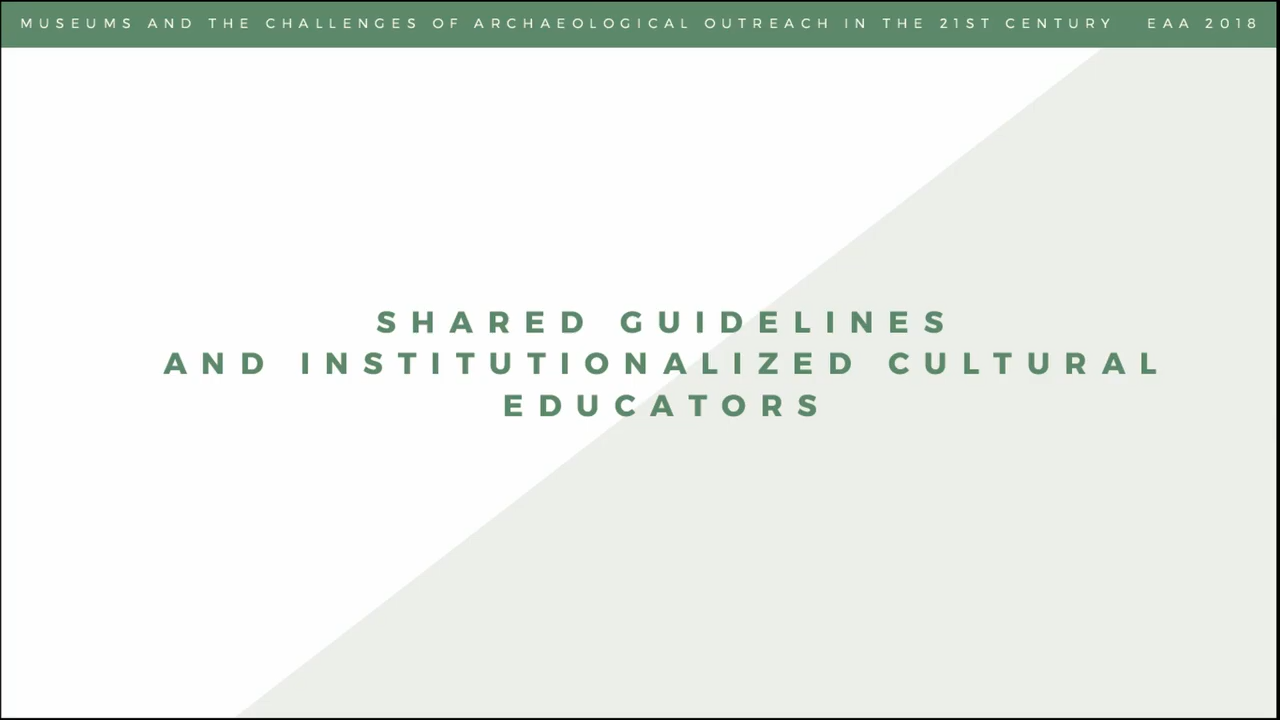 MUSEUMS AND THE CHALLENGES OF ARCHAEOLOGICAL OUTREACH IN THE 21ST CENTURY EAA 2018
SHARED GUIDELINES
AND INSTITUTIONALIZED CULTURAL
EDUCATORS